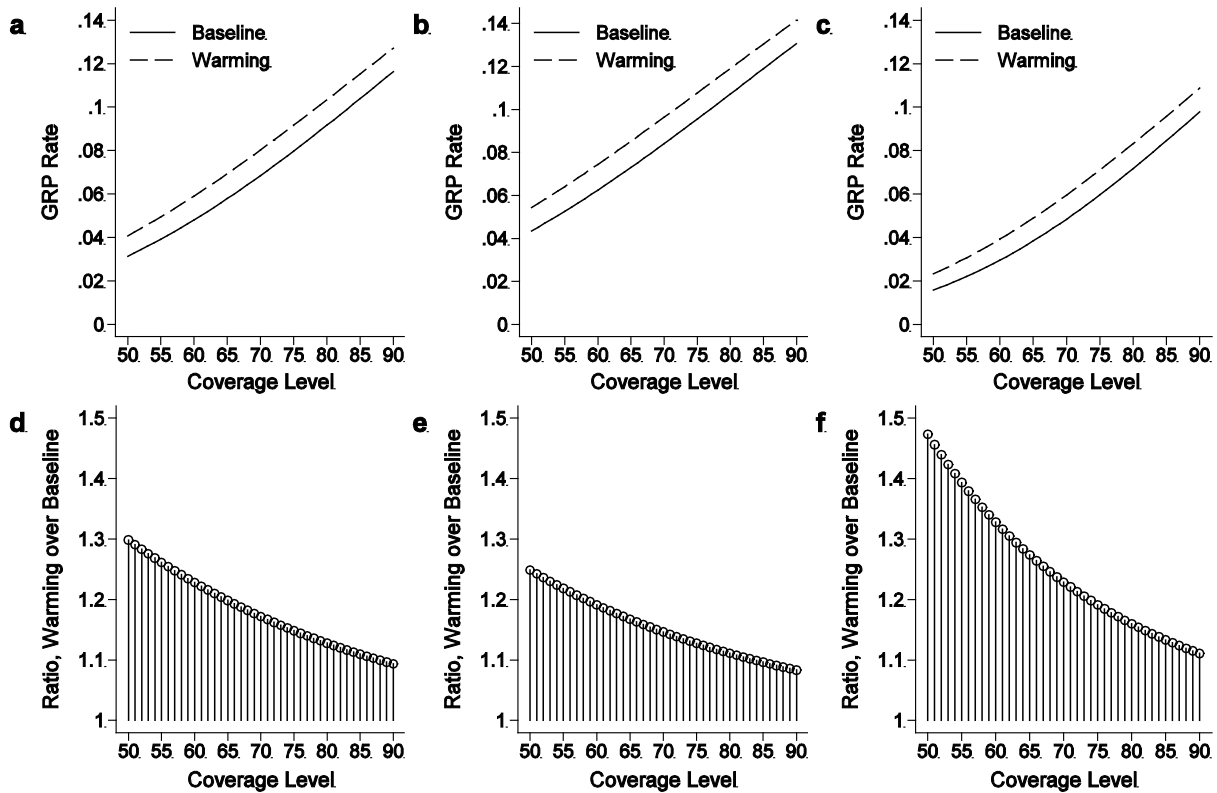 a
.14
.12
.1
.08
.06
.04
.02
0
GRP Rate
Baseline
Warming
50 55 60 65 70 75 80 85 90
Coverage Level
b
.14
.12
.1
.08
.06
.04
.02
0
GRP Rate
Baseline
Warming
50 55 60 65 70 75 80 85 90
Coverage Level
c
.14
.12
.1
.08
.06
.04
.02
0
GRP Rate
Baseline
Warming
50 55 60 65 70 75 80 85 90
Coverage Level
d
1.5
1.4
1.3
1.2
1.1
1
Ratio, Warming over Baseline
50 55 60 65 70 75 80 85 90
Coverage Level
e
1.5
1.4
1.3
1.2
1.1
1
Ratio, Warming over Baseline
50 55 60 65 70 75 80 85 90
Coverage Level
f
1.5
1.4
1.3
1.2
1.1
1
Ratio, Warming over Baseline
50 55 60 65 70 75 80 85 90
Coverage Level